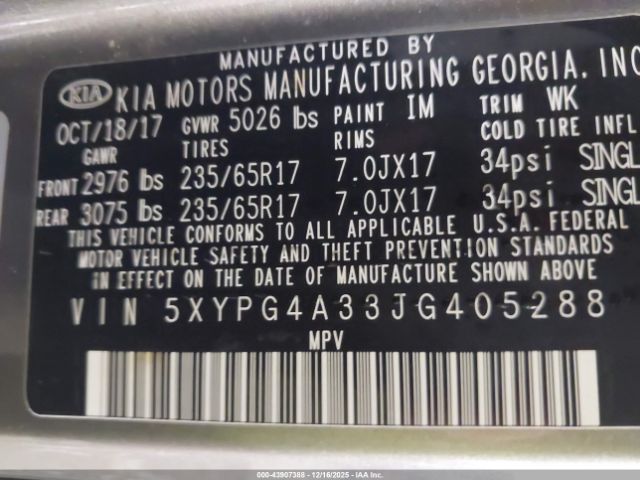 MANUFACTURED BY
KIA KIA MOTORS MANUFACTURING GEORGIA, INC
OCT/18/17 GVWR 5026 lbs PAINT IM TRIM WK
GAWR TIRES RIMS COLD TIRE INFL
FRONT 2976 lbs 235/65R17 7.0JX17 34psi SINGL
REAR 3075 lbs 235/65R17 7.0JX17 34psi SINGL
THIS VEHICLE CONFORMS TO ALL APPLICABLE U.S.A. FEDERAL
MOTOR VEHICLE SAFETY AND THEFT PREVENTION STANDARDS
IN EFFECT ON THE DATE OF MANUFACTURE SHOWN ABOVE
VIN 5XYPG4A33JG405288
MPV
000-43907388 - 12/16/2025 - IAA Inc.